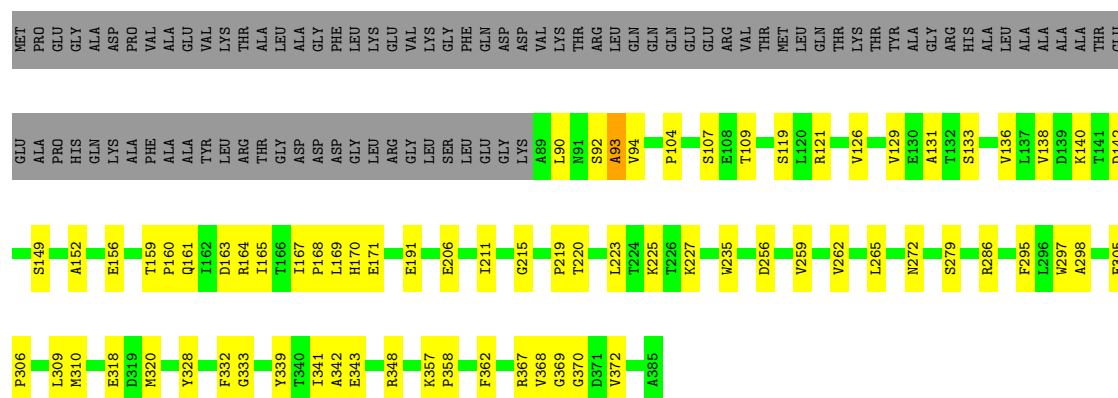 MET PRO GLU GLY ALA ASP PRO VAL ALA GLU VAL LYS THR ALA LEU ALA GLY PHE LEU LYS GLU VAL LYS GLY PHE GLN ASP ASP VAL LYS THR ARG LEU GLN GLN GLN GLU GLU ARG VAL THR MET LEU GLN THR LYS THR TYR ALA GLY ARG HIS ALA LEU ALA ALA ALA ALA THR GLU
GLU ALA PRO HIS GLN LYS ALA PHE ALA ALA TYR LEU ARG THR GLY ASP ASP ASP GLY LEU ARG GLY LEU SER LEU GLU GLY LYS A89 L90 N91 S92 A93 V94 P104 S107 E108 T109 S119 L120 R121 V126 V129 E130 A131 T132 S133 V136 L137 V138 D139 K140 T141 D142
S149 A152 E156 T159 P160 Q161 I162 D163 R164 I165 T166 I167 P168 L169 H170 E171 E191 E206 I211 G215 P219 T220 L223 T224 K225 T226 K227 W235 D256 V259 V262 L265 N272 S279 R286 F295 L296 W297 A298
P306 L309 M310 E318 D319 M320 Y328 F332 G333 Y339 T340 I341 A342 E343 R348 K357 P358 F362 R367 V368 G369 G370 D371 V372 A385